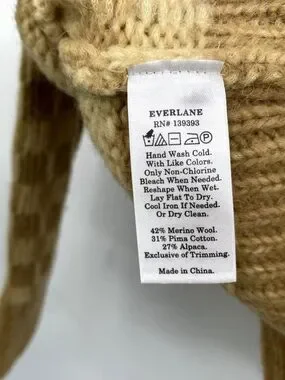 EVERLANE
RN# 139393
Hand Wash Cold.
With Like Colors.
Only Non-Chlorine
Bleach When Needed.
Reshape When Wet.
Lay Flat To Dry.
Cool Iron If Needed.
Or Dry Clean.
42% Merino Wool.
31% Pima Cotton.
27% Alpaca.
Exclusive of Trimming.
Made in China.